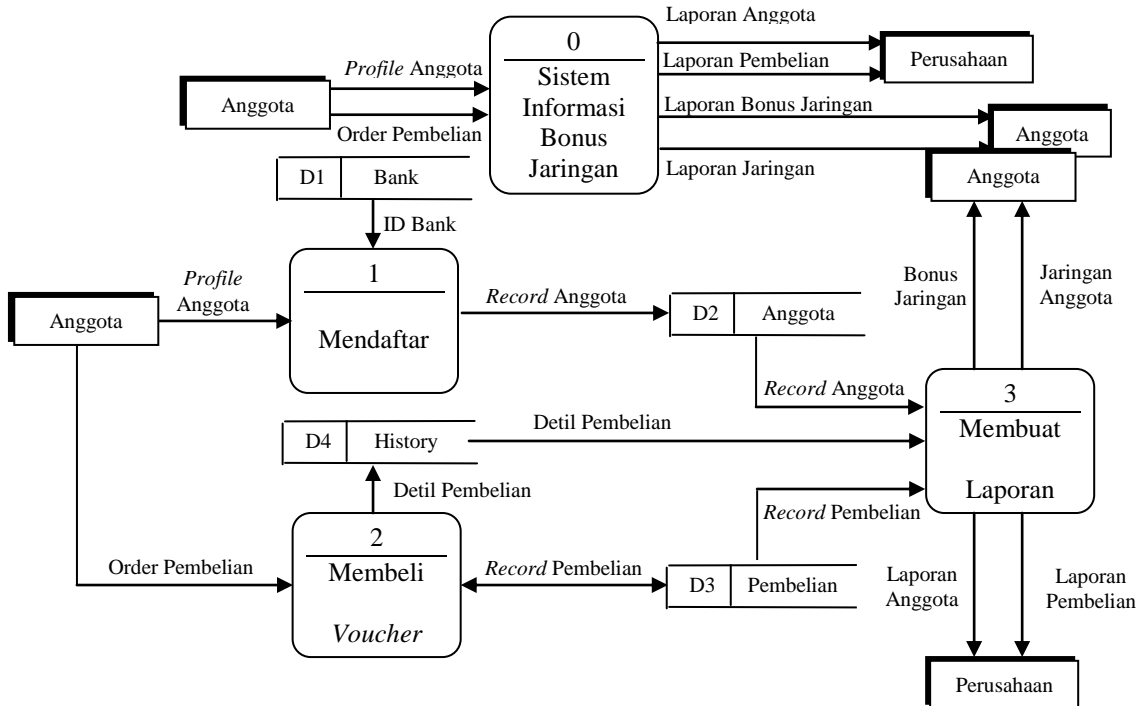 Laporan Anggota
0
Perusahaan
Laporan Pembelian
Profile Anggota
Sistem
Informasi
Bonus
Jaringan
Anggota
Laporan Bonus Jaringan
Order Pembelian
Anggota
Laporan Jaringan
D1 Bank
Anggota
ID Bank
Profile
Anggota
1
Mendaftar
Record Anggota
Bonus
Jaringan
Jaringan
Anggota
Anggota
D2 Anggota
Record Anggota
3
Membuat
Laporan
Detil Pembelian
D4 History
Detil Pembelian
Record Pembelian
2
Membeli
Voucher
Order Pembelian
Record Pembelian
D3 Pembelian
Laporan
Anggota
Laporan
Pembelian
Perusahaan